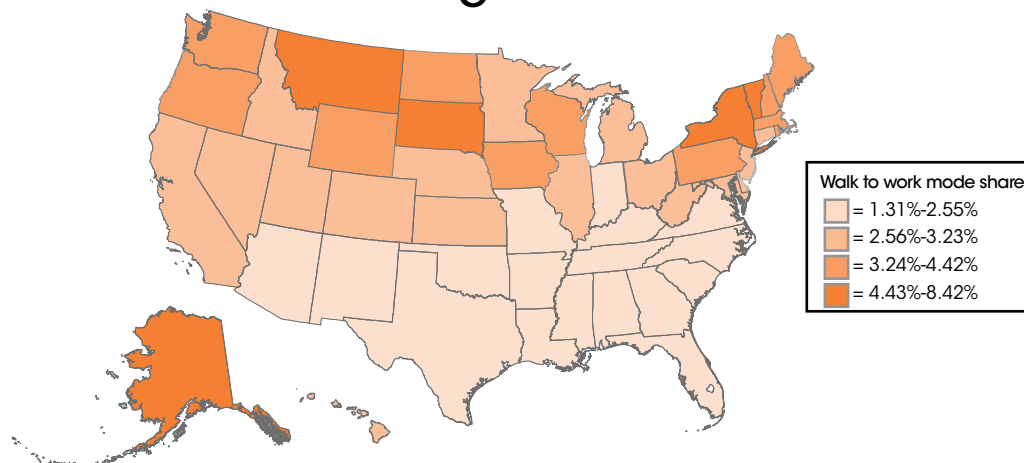 Walk to work mode share
= 1.31%-2.55%
= 2.56%-3.23%
= 3.24%-4.42%
= 4.43%-8.42%